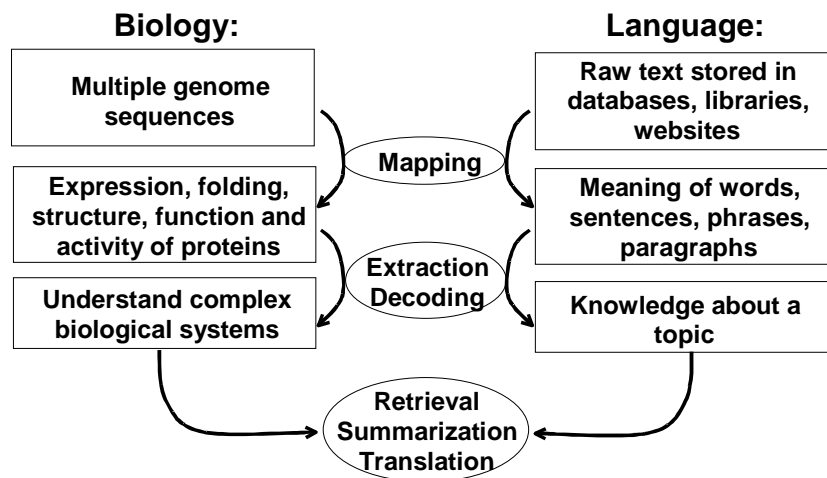 Biology:
Language:
Multiple genome
sequences
Raw text stored in
databases, libraries,
websites
Mapping
Expression, folding,
structure, function and
activity of proteins
Meaning of words,
sentences, phrases,
paragraphs
Extraction
Decoding
Understand complex
biological systems
Knowledge about a
topic
Retrieval
Summarization
Translation